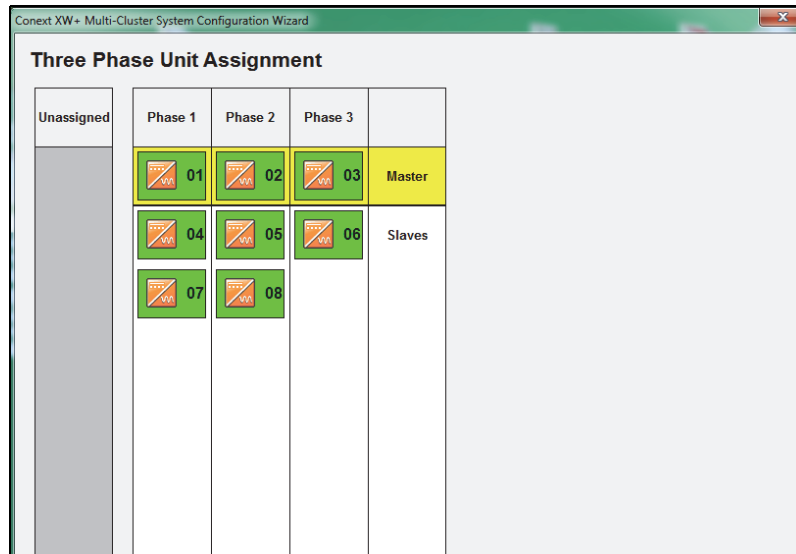 Conext XW+ Multi-Cluster System Configuration Wizard
Three Phase Unit Assignment
Unassigned Phase 1 Phase 2 Phase 3
01 02 03 Master
04 05 06 Slaves
07 08